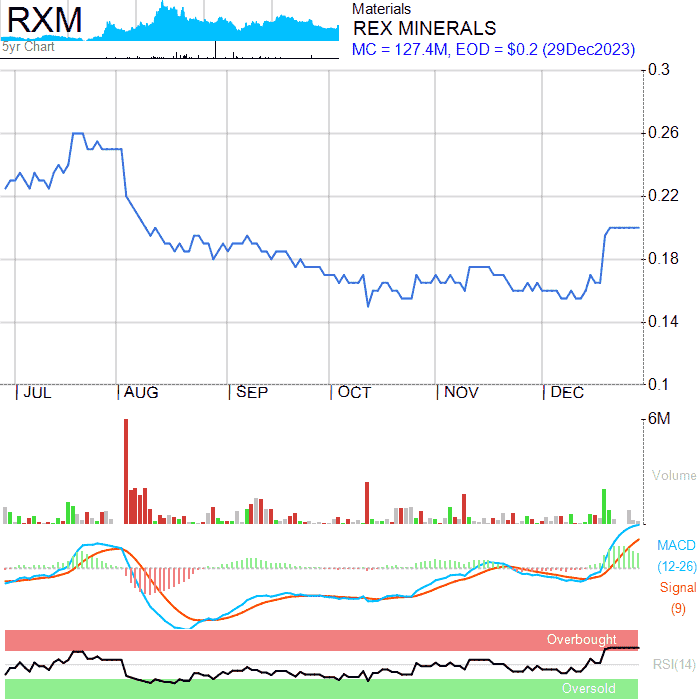 RXM
5yr Chart
Materials
REX MINERALS
MC = 127.4M, EOD = $0.2 (29Dec2023)
0.3
0.26
0.22
0.18
0.14
0.1
JUL AUG SEP OCT NOV DEC
6M
Volume
MACD
(12-26)
Signal
(9)
Overbought
RSI(14)
Oversold